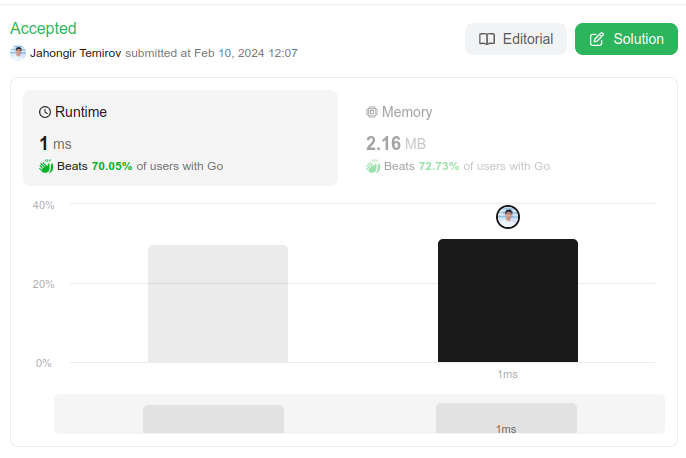 Accepted
Jahongir Temirov submitted at Feb 10, 2024 12:07
Editorial
Solution
Runtime
1 ms
Beats 70.05% of users with Go
Memory
2.16 MB
Beats 72.73% of users with Go
40%
20%
0%
1ms
1ms